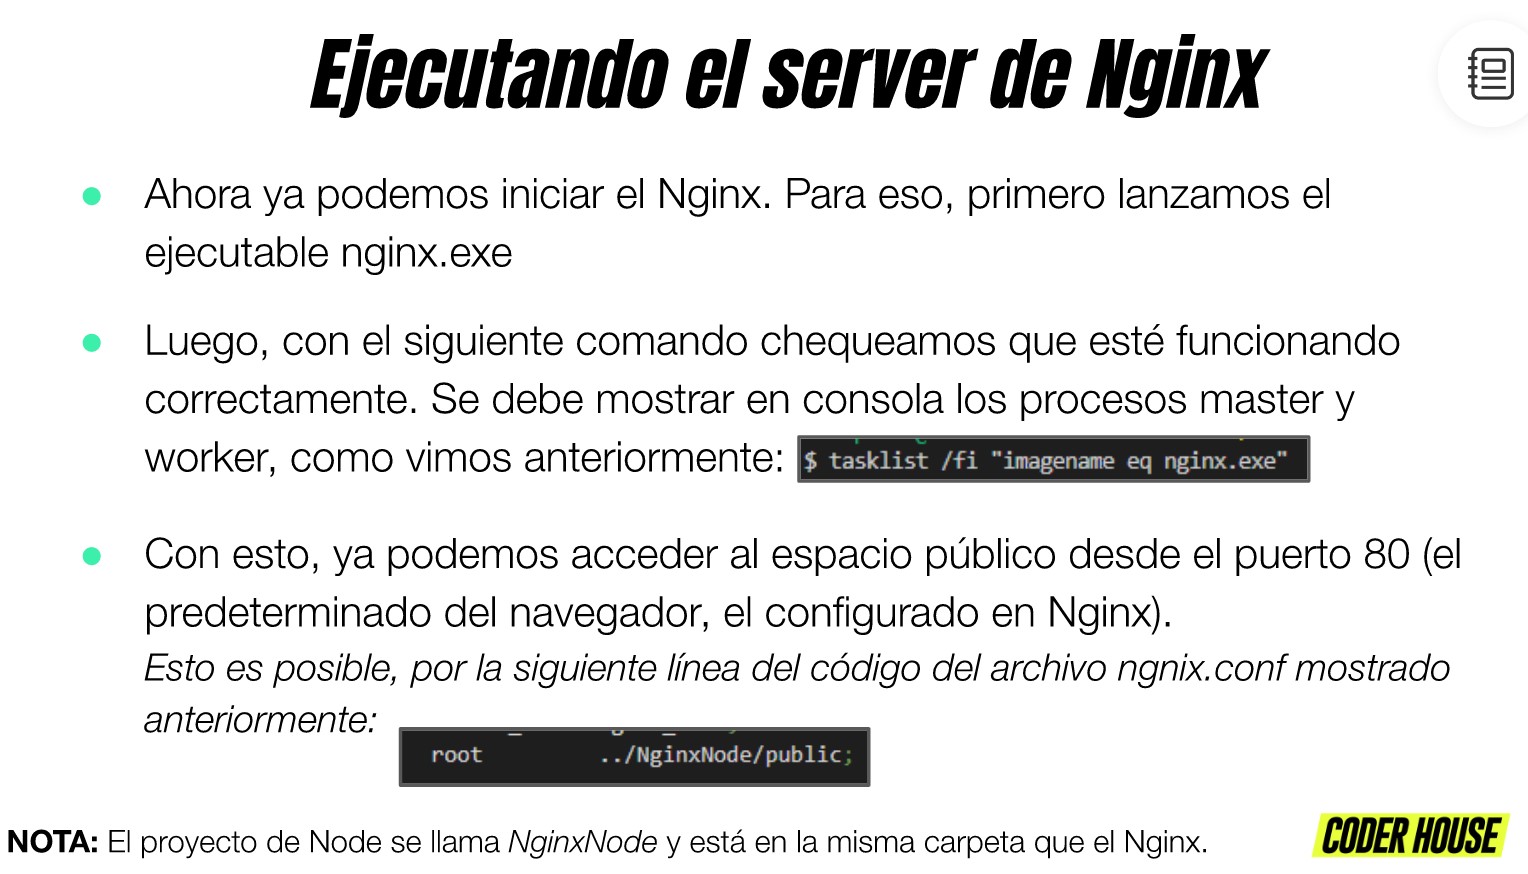 Ejecutando el server de Nginx
Ahora ya podemos iniciar el Nginx. Para eso, primero lanzamos el
ejecutable nginx.exe
Luego, con el siguiente comando chequeamos que esté funcionando
correctamente. Se debe mostrar en consola los procesos master y
worker, como vimos anteriormente: $ tasklist /fi "imagename eq nginx.exe"
Con esto, ya podemos acceder al espacio público desde el puerto 80 (el
predeterminado del navegador, el configurado en Nginx).
Esto es posible, por la siguiente línea del código del archivo ngnix.conf mostrado
anteriormente:
root ../NginxNode/public;
NOTA: El proyecto de Node se llama NginxNode y está en la misma carpeta que el Nginx.
CODER HOUSE